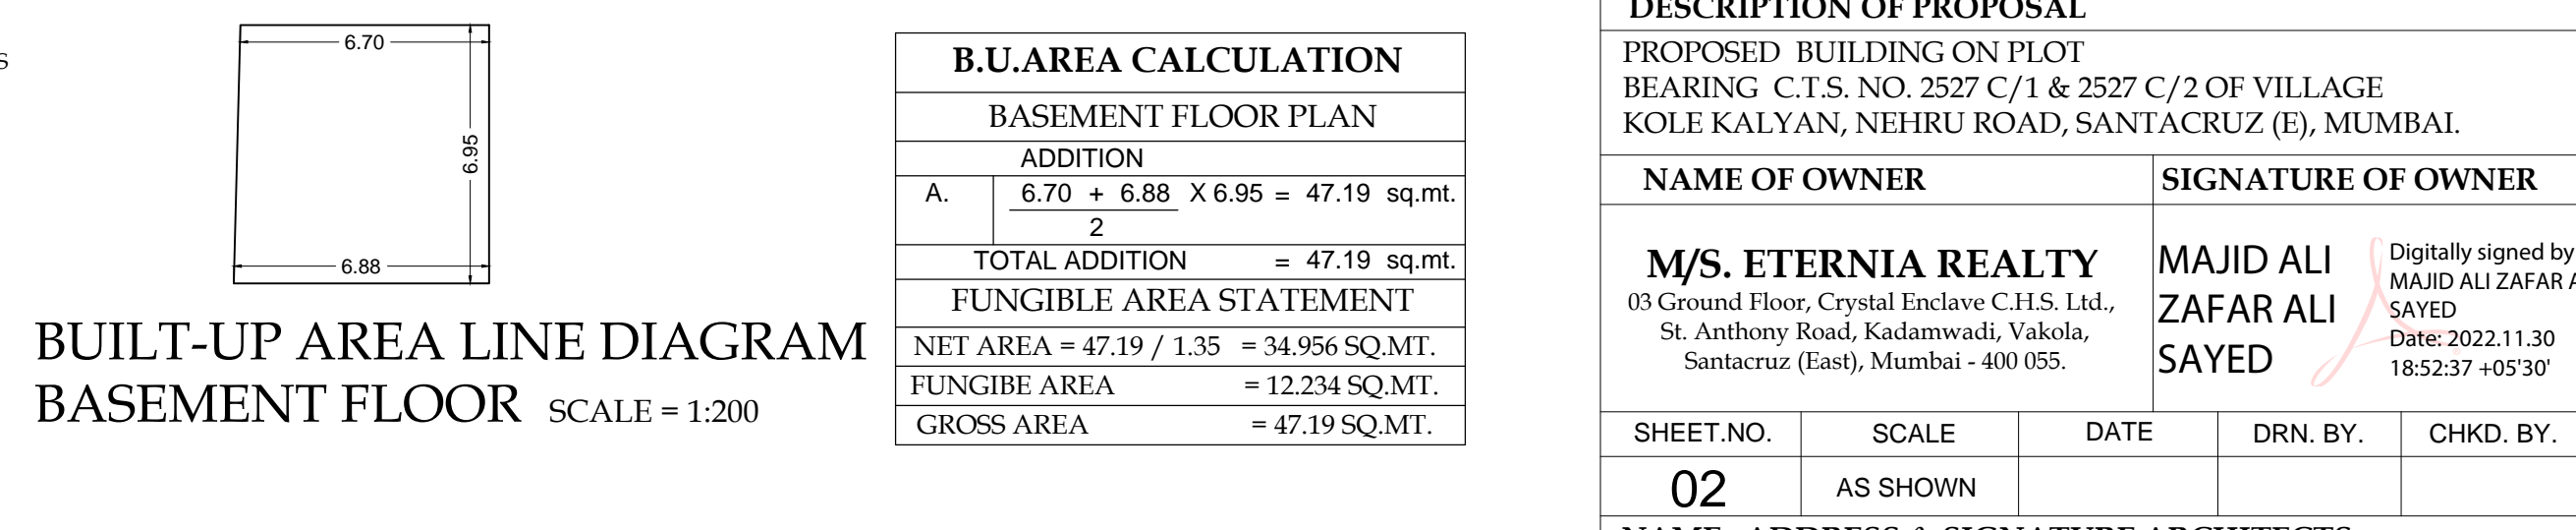 S
6.70
6.95
6.88
BUILT-UP AREA LINE DIAGRAM
BASEMENT FLOOR SCALE = 1:200
B.U.AREA CALCULATION
BASEMENT FLOOR PLAN
ADDITION
A. 6.70 + 6.88 X 6.95 = 47.19 sq.mt.
2
TOTAL ADDITION = 47.19 sq.mt.
FUNGIBLE AREA STATEMENT
NET AREA = 47.19 / 1.35 = 34.956 SQ.MT.
FUNGIBE AREA = 12.234 SQ.MT.
GROSS AREA = 47.19 SQ.MT.
DESCRIPTION OF PROPOSAL
PROPOSED BUILDING ON PLOT
BEARING C.T.S. NO. 2527 C/1 & 2527 C/2 OF VILLAGE
KOLE KALYAN, NEHRU ROAD, SANTACRUZ (E), MUMBAI.
NAME OF OWNER SIGNATURE OF OWNER
M/S. ETERNIA REALTY
03 Ground Floor, Crystal Enclave C.H.S. Ltd.,
St. Anthony Road, Kadamwadi, Vakola,
Santacruz (East), Mumbai - 400 055.
MAJID ALI
ZAFAR ALI
SAYED
Digitally signed by
MAJID ALI ZAFAR A
SAYED
Date: 2022.11.30
18:52:37 +05'30'
SHEET.NO. SCALE DATE DRN. BY. CHKD. BY.
02 AS SHOWN
NAME, ADDRESS & SIGNATURE ARCHITECTS